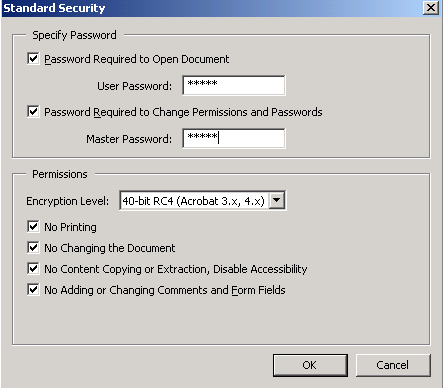 Standard Security
Specify Password
Password Required to Open Document
User Password: *****
Password Required to Change Permissions and Passwords
Master Password: *****
Permissions
Encryption Level: 40-bit RC4 (Acrobat 3.x, 4.x)
No Printing
No Changing the Document
No Content Copying or Extraction, Disable Accessibility
No Adding or Changing Comments and Form Fields
OK Cancel